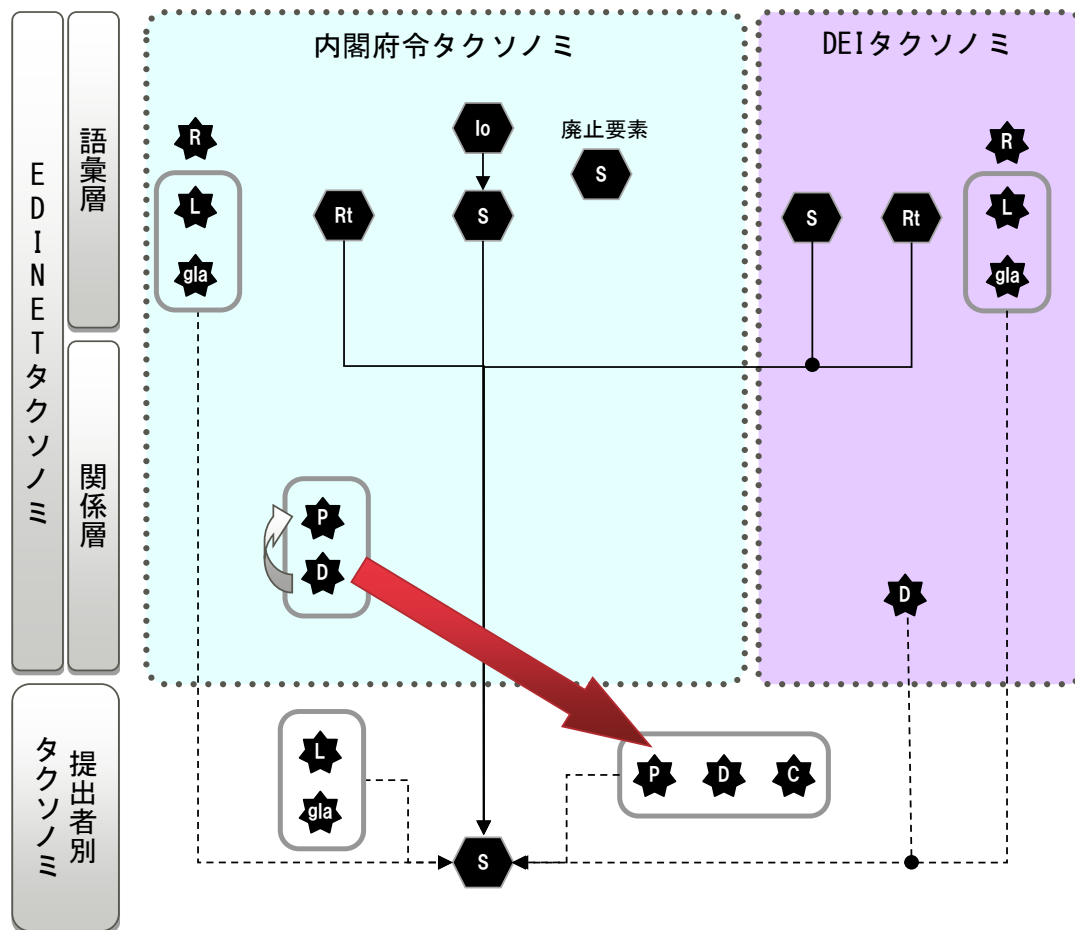 EDINETタクソノミ
語彙層
関係層
提出者別
タクソノミ
内閣府令タクソノミ
DEIタクソノミ
R
L
gla
Rt
Io
S
廃止要素
S
S
Rt
R
L
gla
P
D
D
L
gla
P D C
S